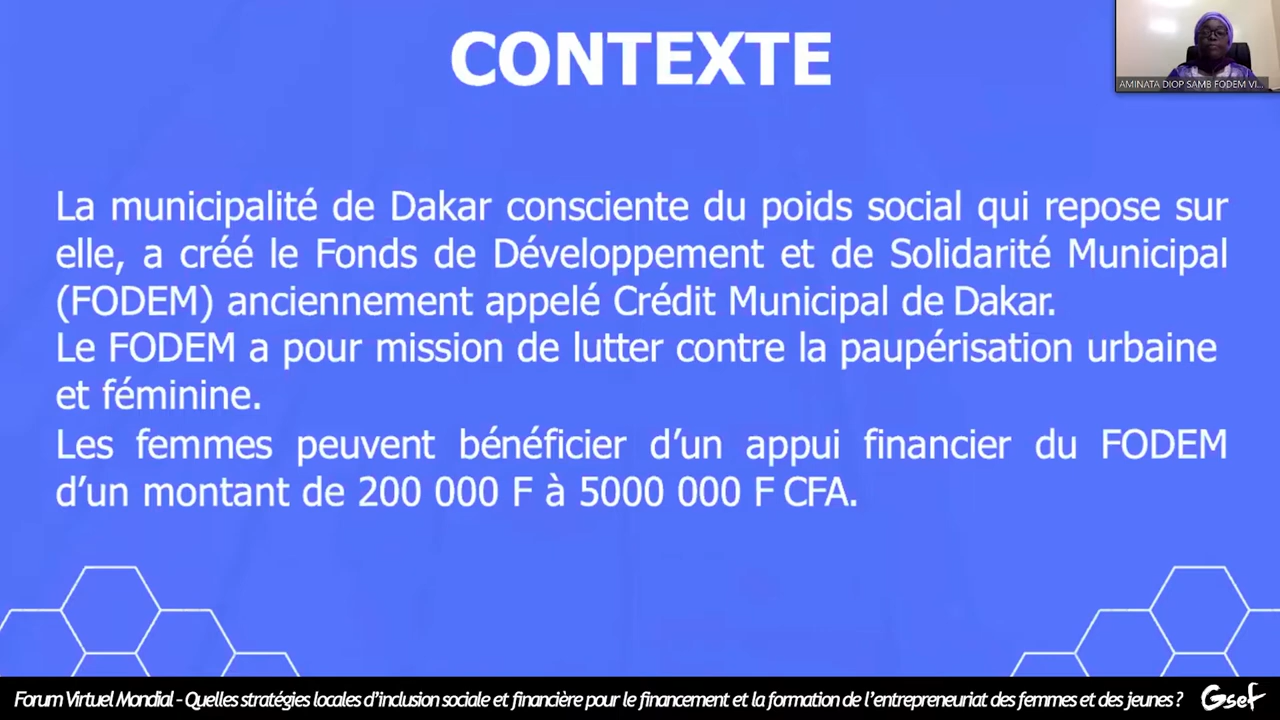 CONTEXTE
AMINATA DIOP SAMB FODEM VI...
La municipalité de Dakar consciente du poids social qui repose sur
elle, a créé le Fonds de Développement et de Solidarité Municipal
(FODEM) anciennement appelé Crédit Municipal de Dakar.
Le FODEM a pour mission de lutter contre la paupérisation urbaine
et féminine.
Les femmes peuvent bénéficier d’un appui financier du FODEM
d’un montant de 200 000 F à 5000 000 F CFA.
Forum Virtuel Mondial - Quelles stratégies locales d’inclusion sociale et financière pour le financement et la formation de l’entrepreneuriat des femmes et des jeunes ?
Gsef